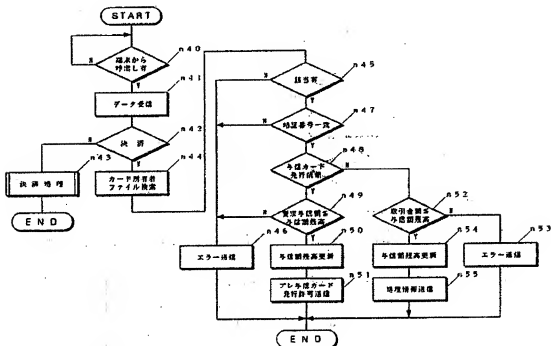 START
n40
端末から
呼出し有
N
Y
n41
データ受信
n42
決済
N
Y
n43
決済処理
n44
カード所有者
ファイル検索
END
n45
該当有
N
Y
n47
暗証番号一致
N
Y
n48
与信カード
発行依頼
N
Y
n49
要求与信額≦
与信額残高
N
Y
n52
取引金額≦
与信額残高
N
Y
n46
エラー送信
n50
与信額残高更新
n51
プレ与信カード
発行許可送信
n54
与信額残高更新
n55
処理情報送信
n53
エラー送信
END